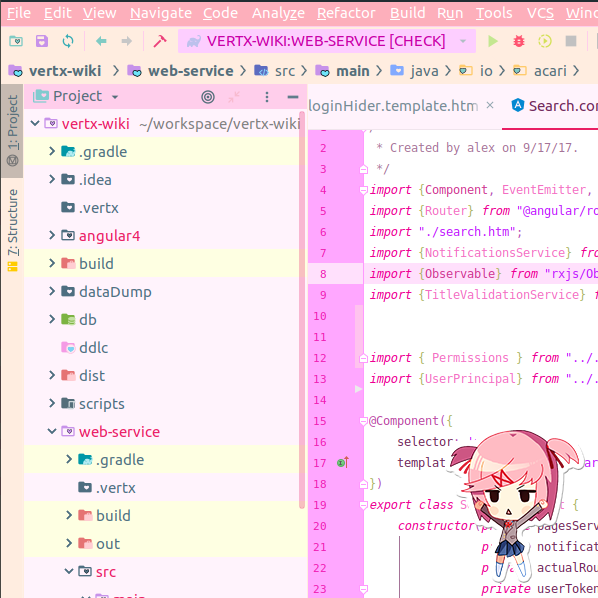 File Edit View Navigate Code Analyze Refactor Build Run Tools VCS Wind
VERTX-WIKI:WEB-SERVICE [CHECK]
vertx-wiki web-service src main java io acari
Project
loginHider.template.htm × Search.co
1: Project
7: Structure
vertx-wiki ~/workspace/vertx-wiki
.gradle
.idea
.vertx
angular4
build
dataDump
db
ddlc
dist
scripts
web-service
.gradle
.vertx
build
out
src
main
2 * Created by alex on 9/17/17.
3 */
4 import {Component, EventEmitter,
5 import {Router} from "@angular/ro
6 import "./search.htm";
7 import {NotificationsService} fro
8 import {Observable} from "rxjs/Ob
9 import {TitleValidationService} f
10
11
12 import { Permissions } from "../.
13 import {UserPrincipal} from "../.
14
15 @Component({
16 selector:
17 templat
18 })
19 export class S {
20 constructor pagesServ
21 notificat
22 actualRou
23 private userToken